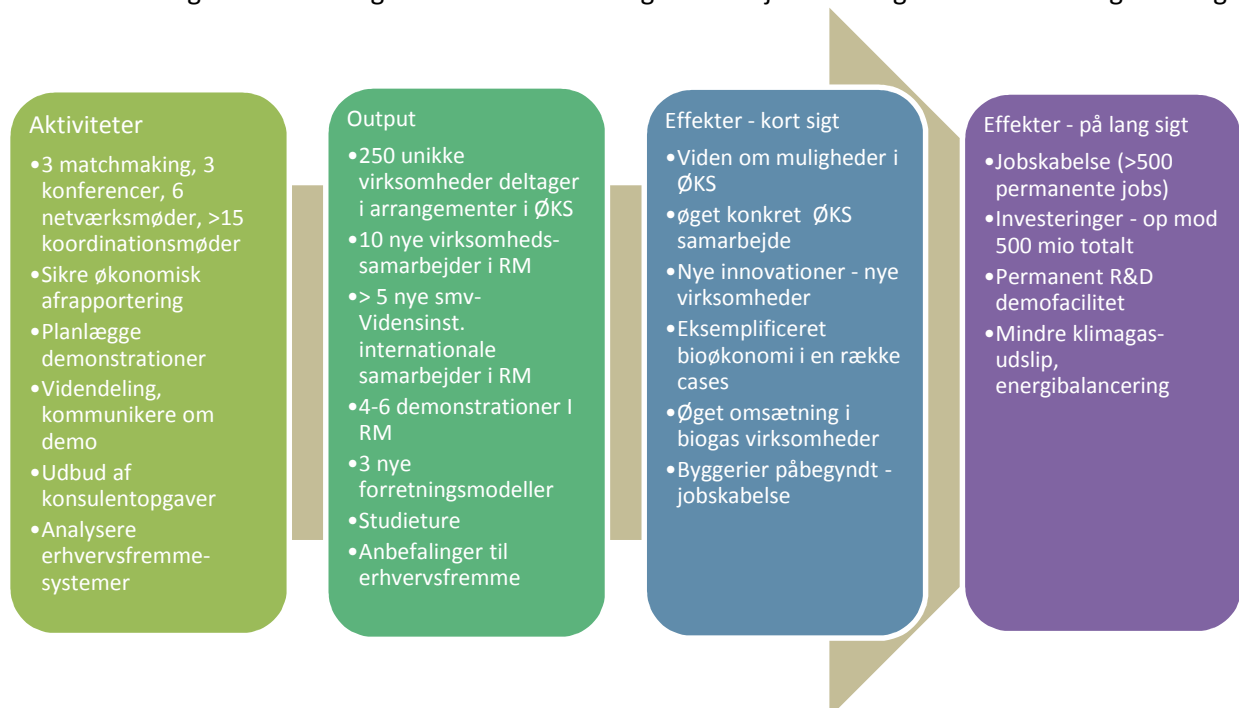 Aktiviteter
•3 matchmaking, 3
konferencer, 6
netværksmøder, >15
koordinationsmøder
•Sikre økonomisk
afrapportering
•Planlægge
demonstrationer
•Videndeling,
kommunikere om
demo
•Udbud af
konsulentopgaver
•Analysere
erhvervsfremme-
systemer
Output
•250 unikke
virksomheder deltager
i arrangementer i ØKS
•10 nye virksomheds-
samarbejder i RM
•> 5 nye smv-
Vidensinst.
internationale
samarbejder i RM
•4-6 demonstrationer I
RM
•3 nye
forretningsmodeller
•Studieture
•Anbefalinger til
erhvervsfremme
Effekter - kort sigt
•Viden om muligheder i
ØKS
•øget konkret ØKS
samarbejde
•Nye innovationer - nye
virksomheder
•Eksemplificeret
bioøkonomi i en række
cases
•Øget omsætning i
biogas virksomheder
•Byggerier påbegyndt -
jobskabelse
Effekter - på lang sigt
•Jobskabelse (>500
permanente jobs)
•Investeringer - op mod
500 mio totalt
•Permanent R&D
demofacilitet
•Mindre klimagas-
udslip,
energibalancering